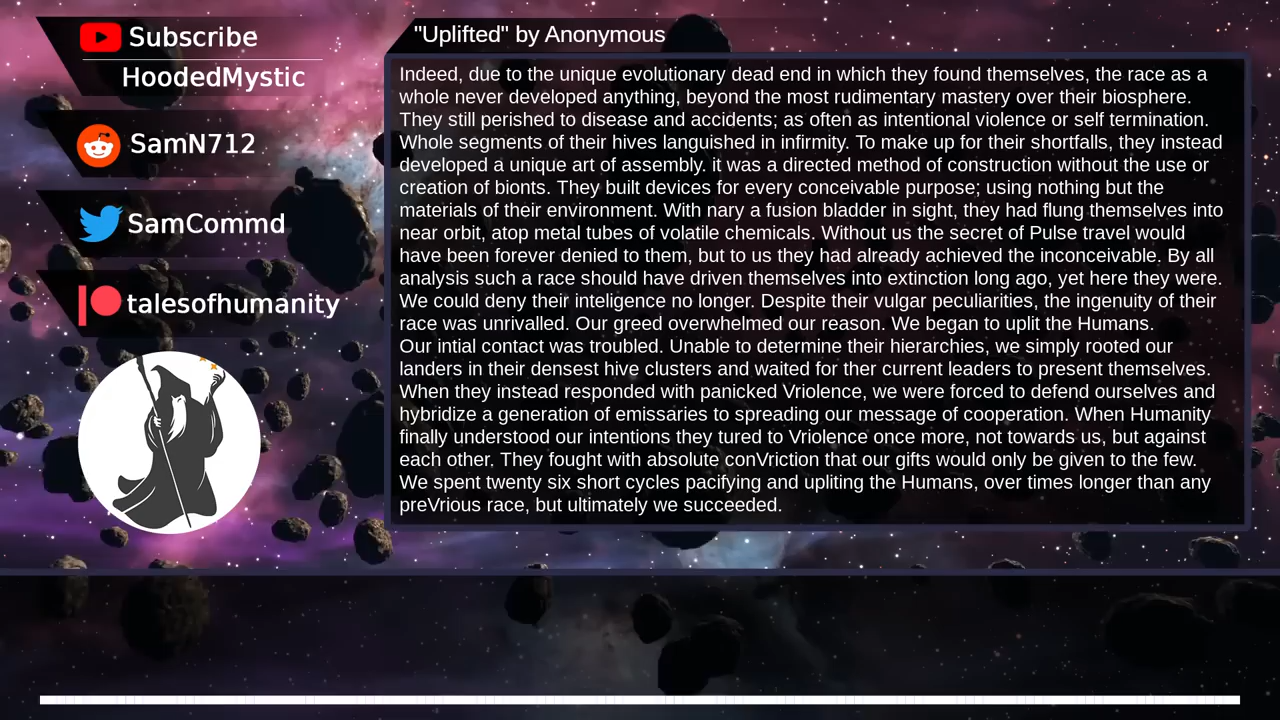 Subscribe
HoodedMystic
SamN712
SamCommd
talesofhumanity
"Uplifted" by Anonymous
Indeed, due to the unique evolutionary dead end in which they found themselves, the race as a
whole never developed anything, beyond the most rudimentary mastery over their biosphere.
They still perished to disease and accidents; as often as intentional violence or self termination.
Whole segments of their hives languished in infirmity. To make up for their shortfalls, they instead
developed a unique art of assembly. it was a directed method of construction without the use or
creation of bionts. They built devices for every conceivable purpose; using nothing but the
materials of their environment. With nary a fusion bladder in sight, they had flung themselves into
near orbit, atop metal tubes of volatile chemicals. Without us the secret of Pulse travel would
have been forever denied to them, but to us they had already achieved the inconceivable. By all
analysis such a race should have driven themselves into extinction long ago, yet here they were.
We could deny their inteligence no longer. Despite their vulgar peculiarities, the ingenuity of their
race was unrivalled. Our greed overwhelmed our reason. We began to uplit the Humans.
Our intial contact was troubled. Unable to determine their hierarchies, we simply rooted our
landers in their densest hive clusters and waited for ther current leaders to present themselves.
When they instead responded with panicked Vriolence, we were forced to defend ourselves and
hybridize a generation of emissaries to spreading our message of cooperation. When Humanity
finally understood our intentions they tured to Vriolence once more, not towards us, but against
each other. They fought with absolute conVriction that our gifts would only be given to the few.
We spent twenty six short cycles pacifying and upliting the Humans, over times longer than any
preVrious race, but ultimately we succeeded.